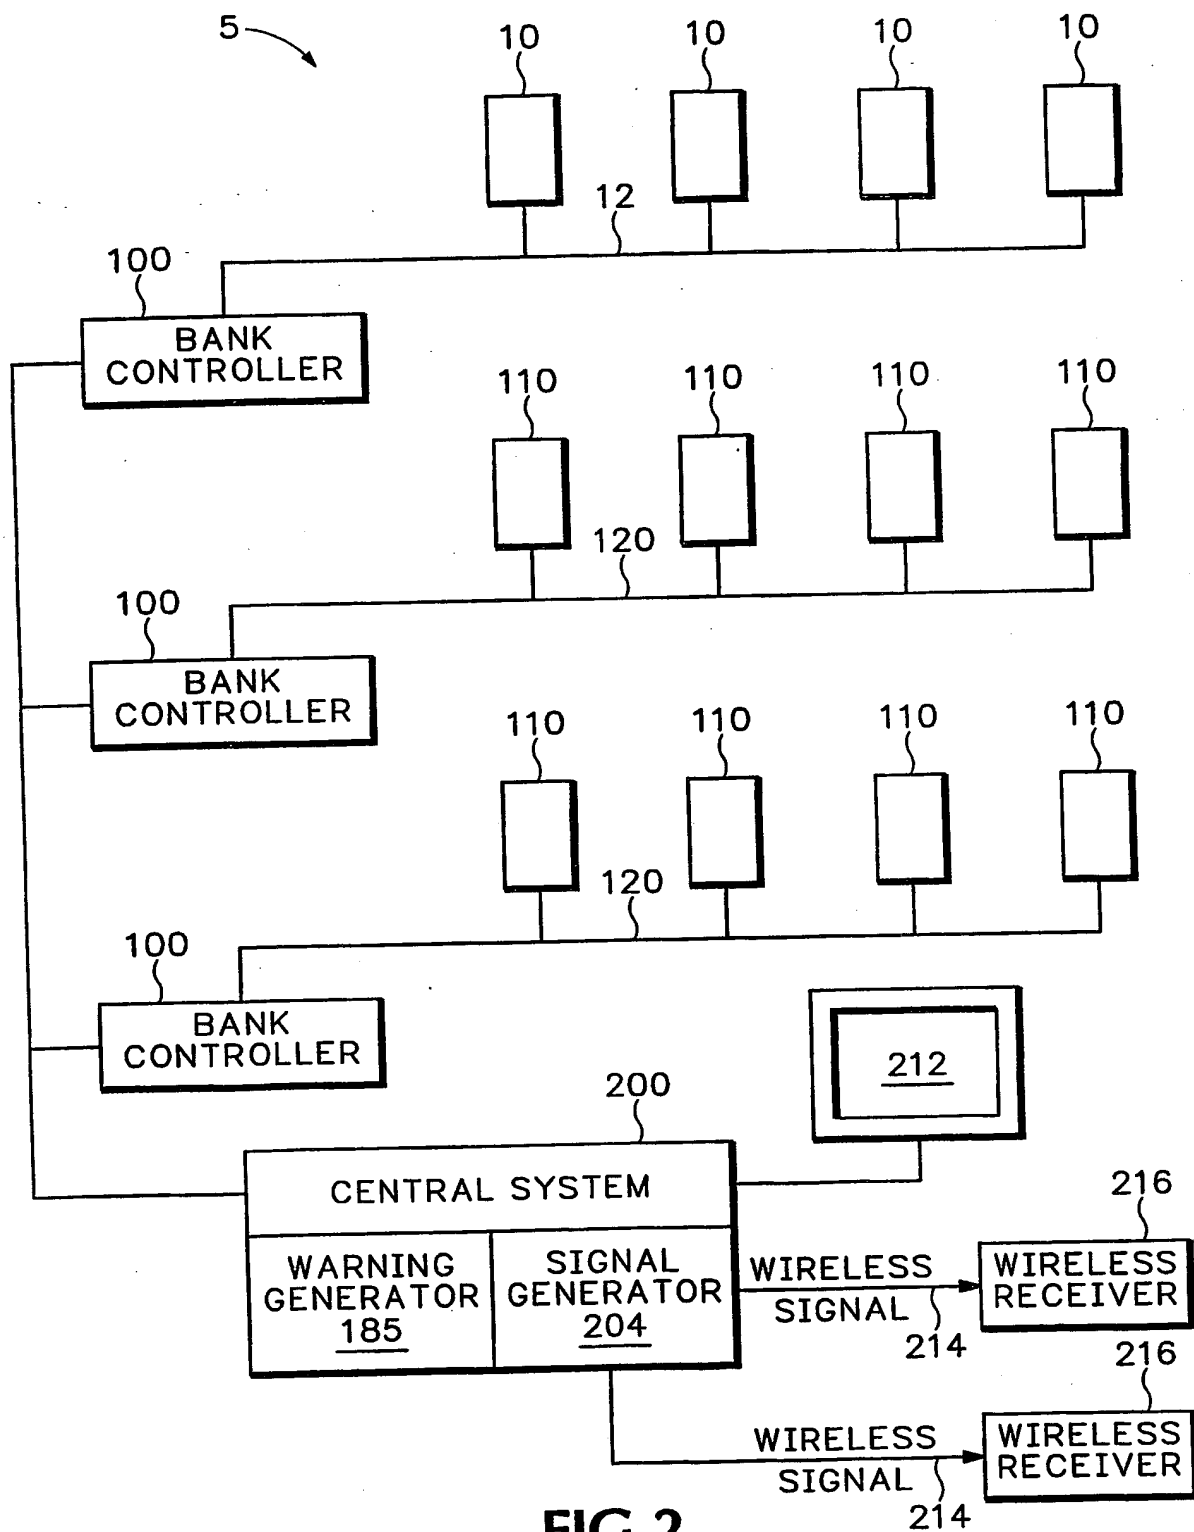 5
10
10
10
10
12
100
BANK
CONTROLLER
110
110
110
110
120
100
BANK
CONTROLLER
110
110
110
110
120
100
BANK
CONTROLLER
212
200
CENTRAL SYSTEM
WARNING
GENERATOR
185
SIGNAL
GENERATOR
204
WIRELESS
SIGNAL
214
216
WIRELESS
RECEIVER
WIRELESS
SIGNAL
214
216
WIRELESS
RECEIVER
FIG 2